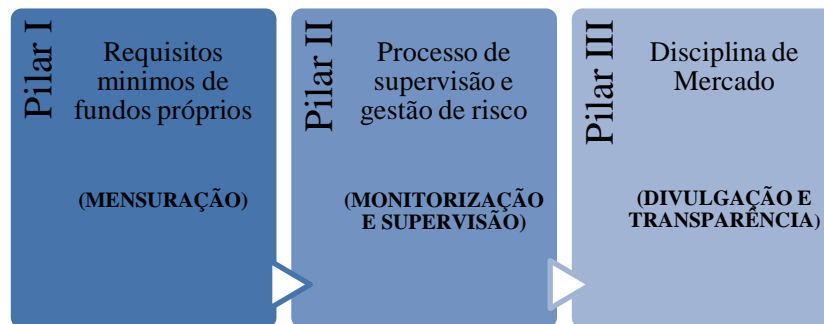 Pilar I
Requisitos
minimos de
fundos próprios
(MENSURAÇÃO)
Pilar II
Processo de
supervisão e
gestão de risco
(MONITORIZAÇÃO
E SUPERVISÃO)
Pilar III
Disciplina de
Mercado
(DIVULGAÇÃO E
TRANSPARÊNCIA)